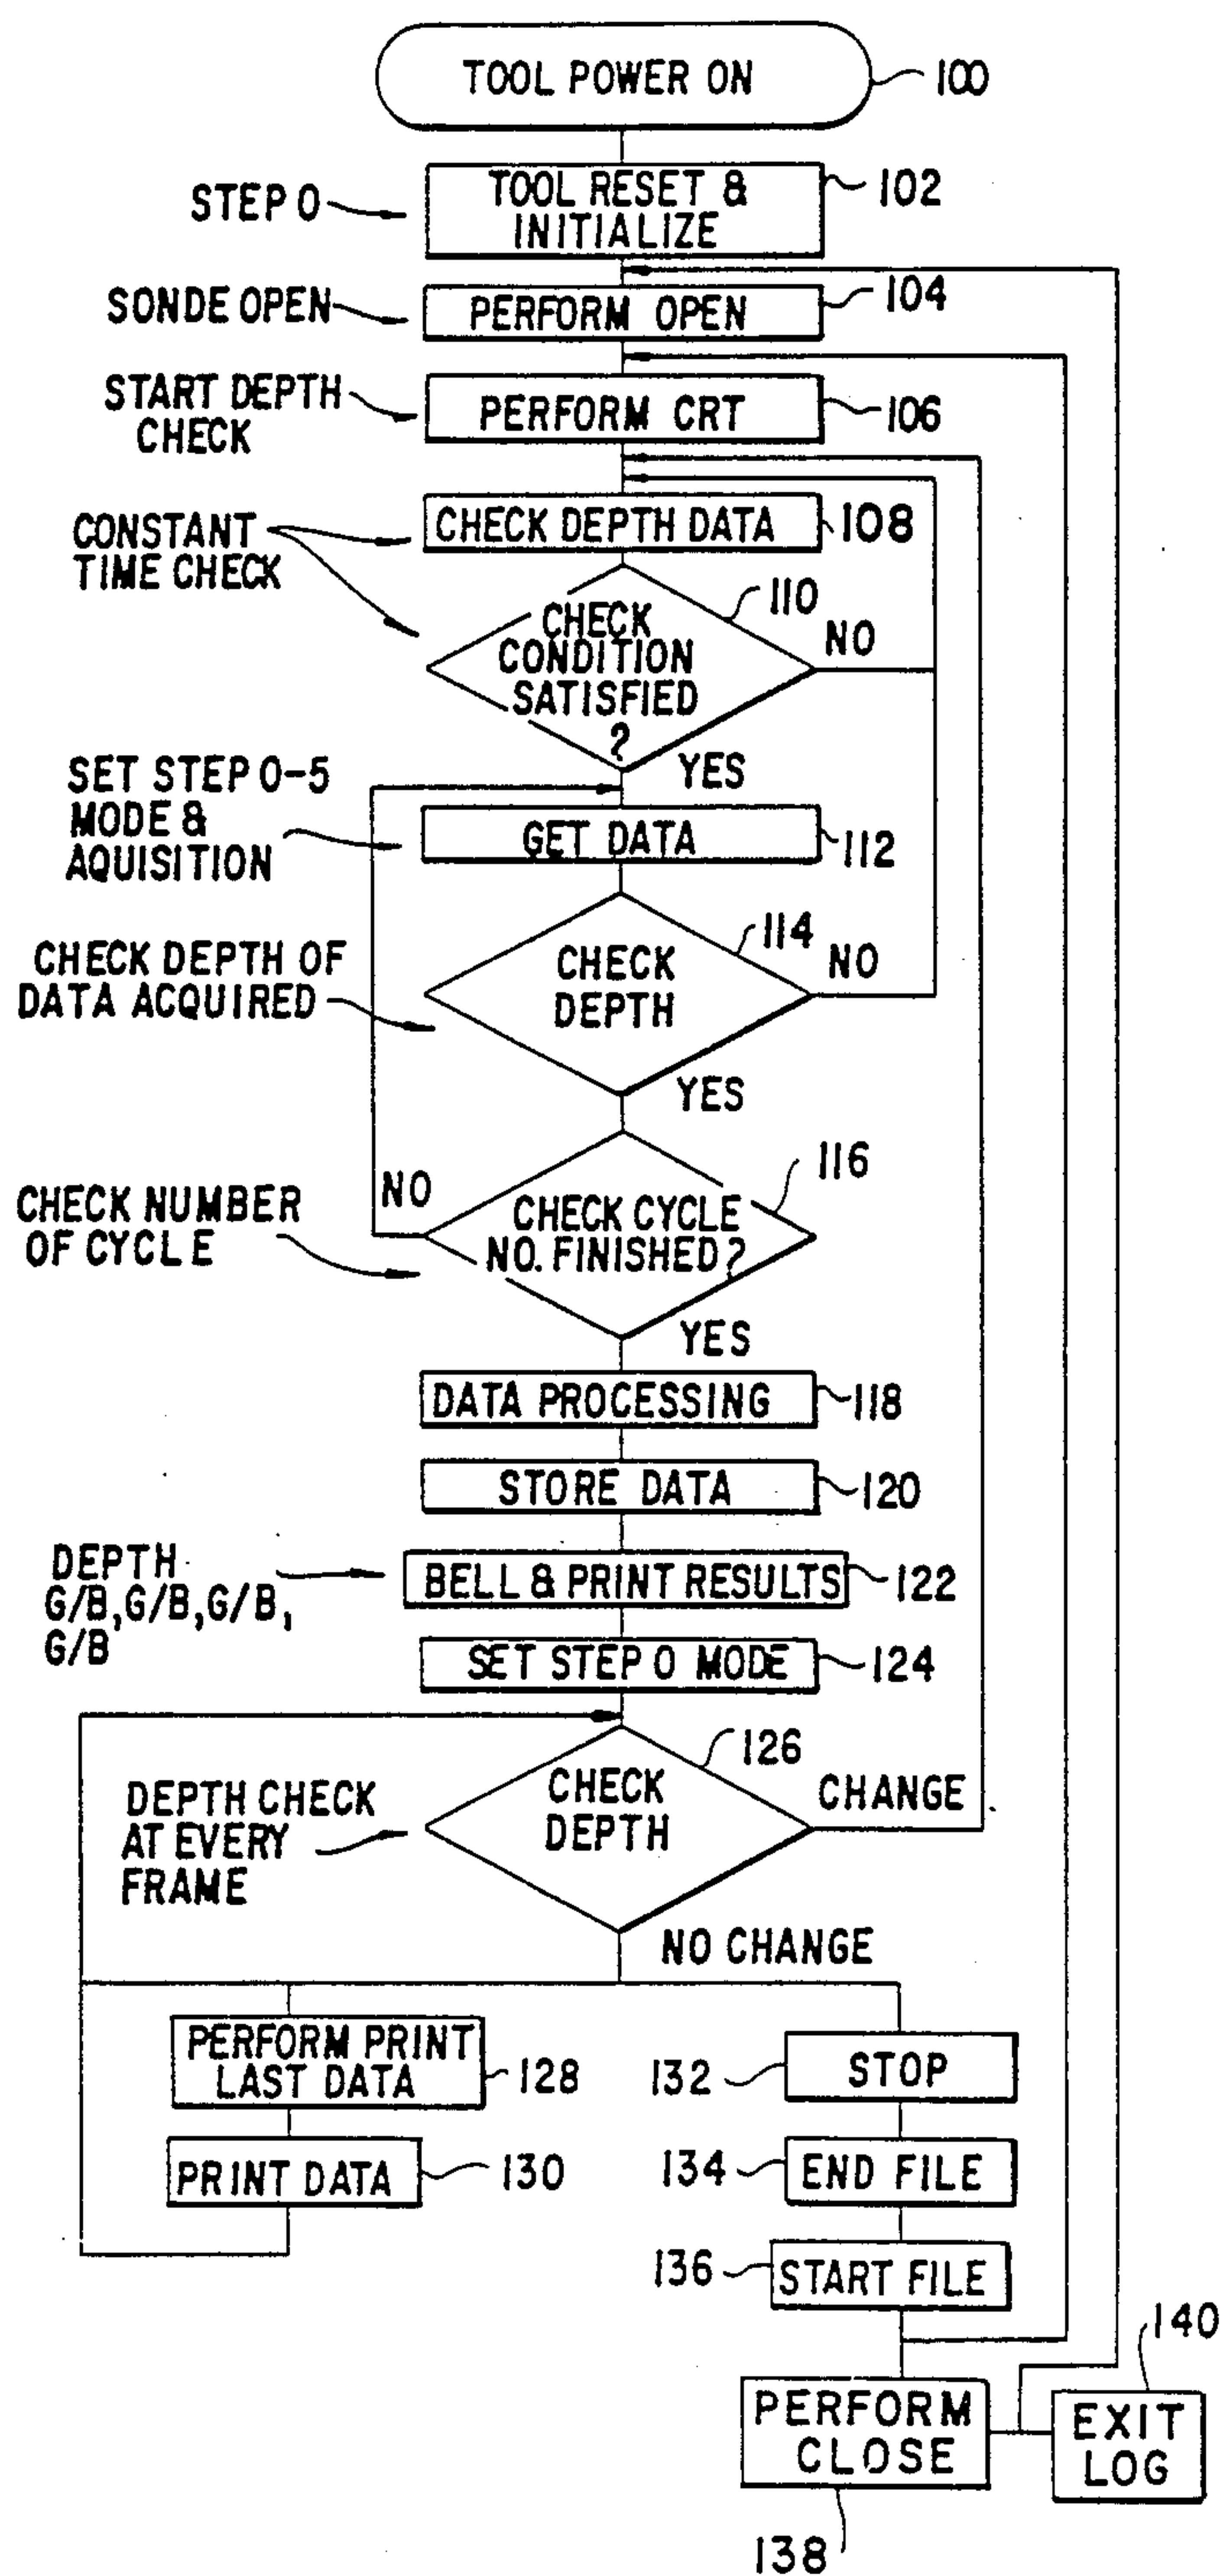 TOOL POWER ON
100
STEP 0
TOOL RESET &
INITIALIZE
102
SONDE OPEN
PERFORM OPEN
104
START DEPTH
CHECK
PERFORM CRT
106
CONSTANT
TIME CHECK
CHECK DEPTH DATA
108
CHECK
CONDITION
SATISFIED
?
110
NO
YES
SET STEP 0-5
MODE &
AQUISITION
GET DATA
112
CHECK DEPTH OF
DATA ACQUIRED
CHECK
DEPTH
114
NO
YES
CHECK NUMBER
OF CYCLE
NO
CHECK CYCLE
NO. FINISHED?
116
YES
DATA PROCESSING
118
STORE DATA
120
DEPTH
G/B, G/B, G/B,
G/B
BELL & PRINT RESULTS
122
SET STEP 0 MODE
124
DEPTH CHECK
AT EVERY
FRAME
CHECK
DEPTH
126
CHANGE
NO CHANGE
PERFORM PRINT
LAST DATA
128
PRINT DATA
130
132
STOP
134
END FILE
136
START FILE
PERFORM
CLOSE
138
140
EXIT
LOG